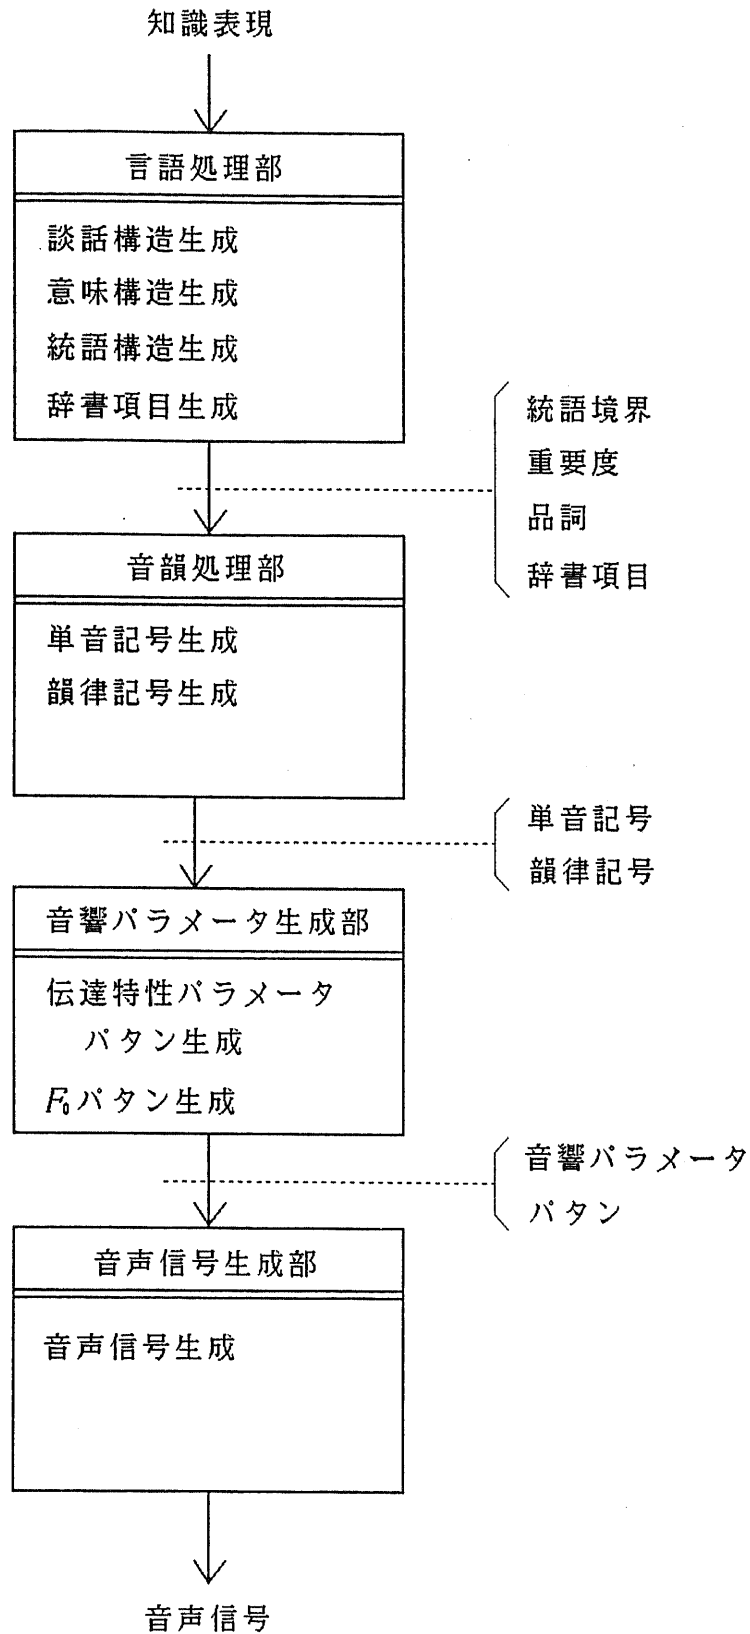 知識表現
言語処理部
談話構造生成
意味構造生成
統語構造生成
辞書項目生成
統語境界
重要度
品詞
辞書項目
音韻処理部
単音記号生成
韻律記号生成
単音記号
韻律記号
音響パラメータ生成部
伝達特性パラメータ
パタン生成
F₀パタン生成
音響パラメータ
パタン
音声信号生成部
音声信号生成
音声信号